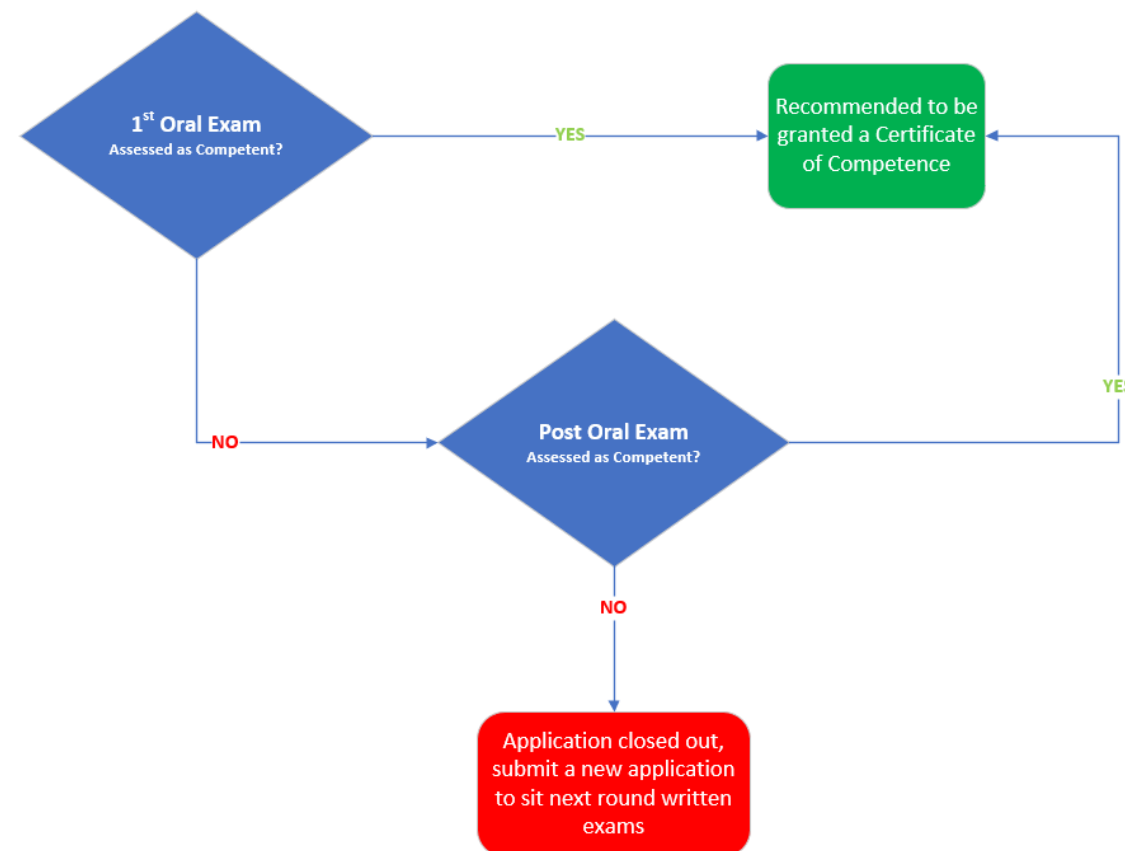 1st Oral Exam
Assessed as Competent?
YES
Recommended to be
granted a Certificate
of Competence
YES
NO
Post Oral Exam
Assessed as Competent?
NO
Application closed out,
submit a new application
to sit next round written
exams